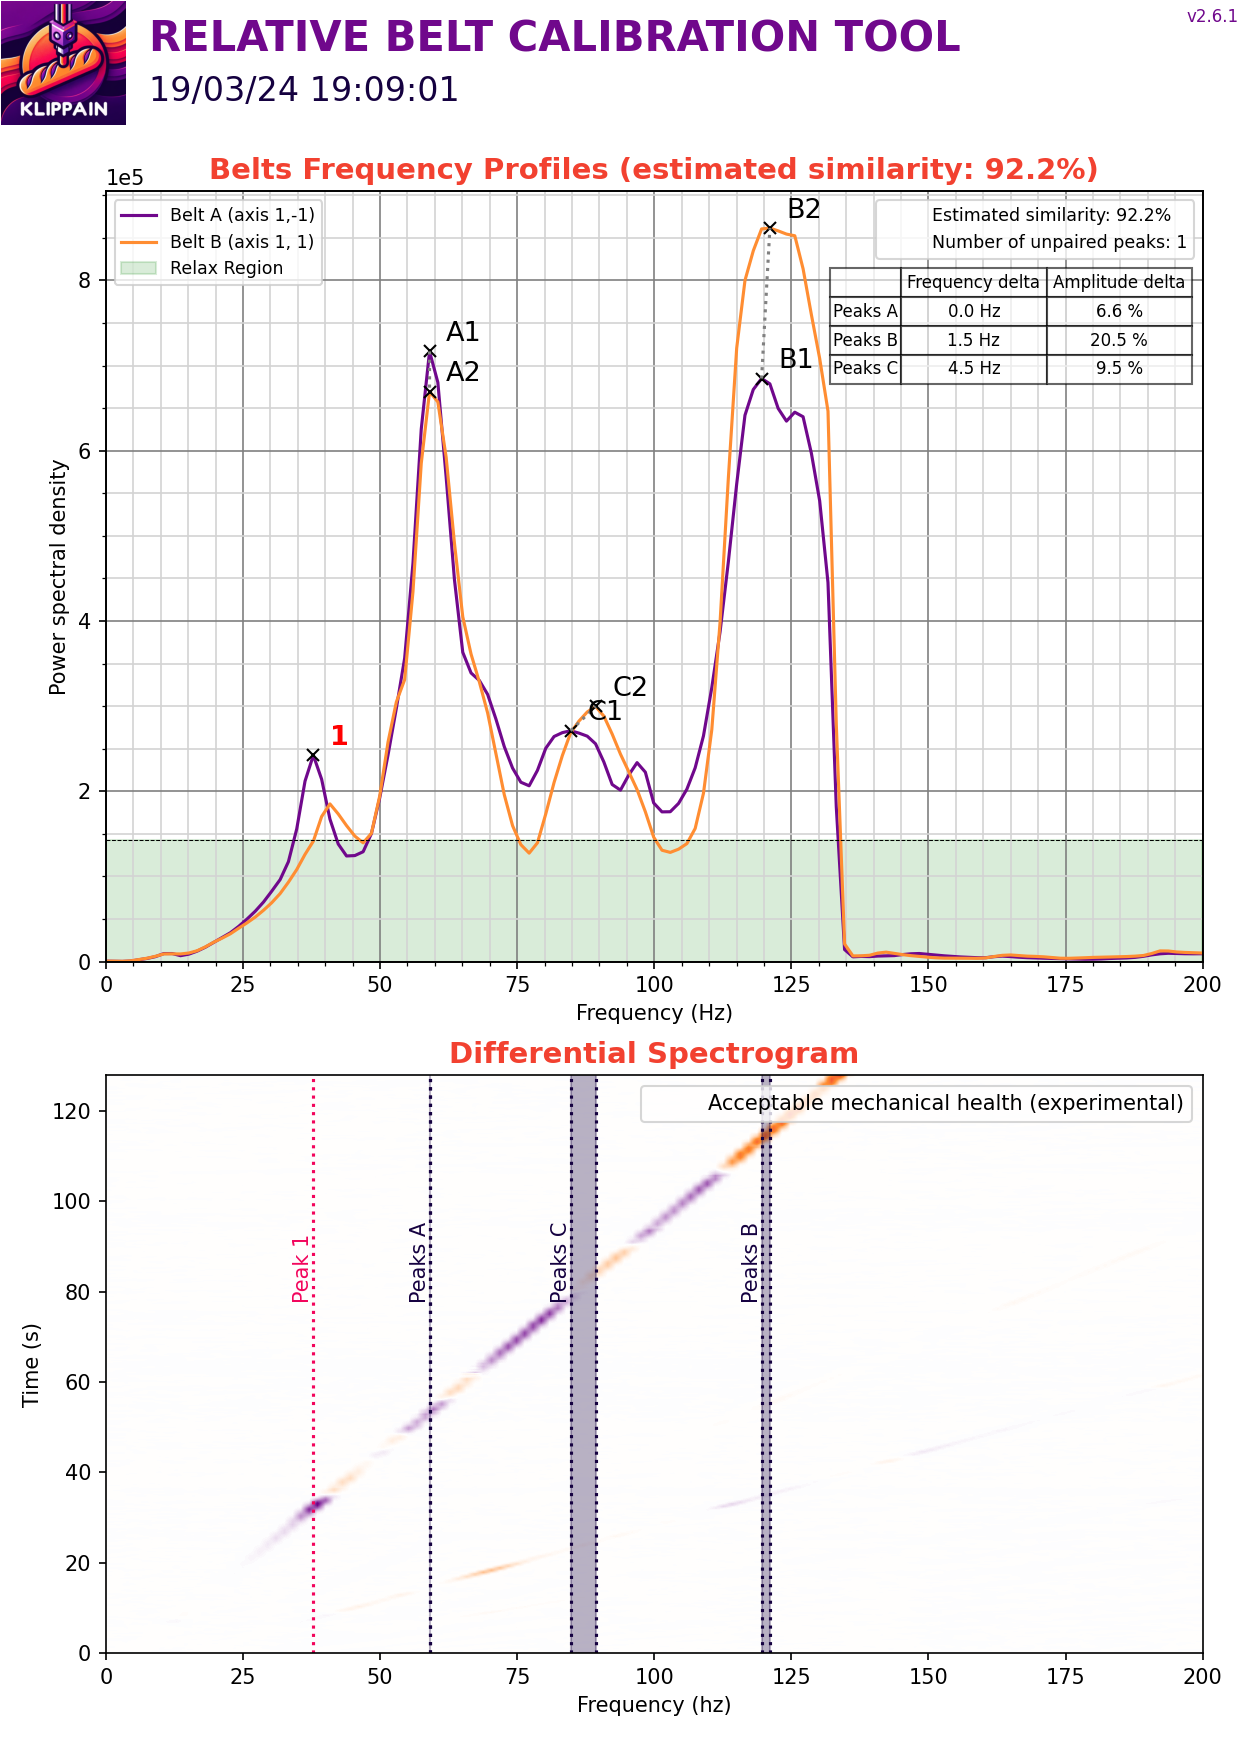 KLIPPAIN
RELATIVE BELT CALIBRATION TOOL
v2.6.1
19/03/24 19:09:01
Belts Frequency Profiles (estimated similarity: 92.2%)
1e5
Belt A (axis 1,-1)
Belt B (axis 1, 1)
Relax Region
Estimated similarity: 92.2%
Number of unpaired peaks: 1
Frequency delta Amplitude delta
Peaks A 0.0 Hz 6.6 %
Peaks B 1.5 Hz 20.5 %
Peaks C 4.5 Hz 9.5 %
B2
A1
A2
B1
C2
C1
1
8
6
4
2
0
Power spectral density
0 25 50 75 100 125 150 175 200
Frequency (Hz)
Differential Spectrogram
Acceptable mechanical health (experimental)
Peak 1
Peaks A
Peaks C
Peaks B
120
100
80
60
40
20
0
Time (s)
0 25 50 75 100 125 150 175 200
Frequency (hz)